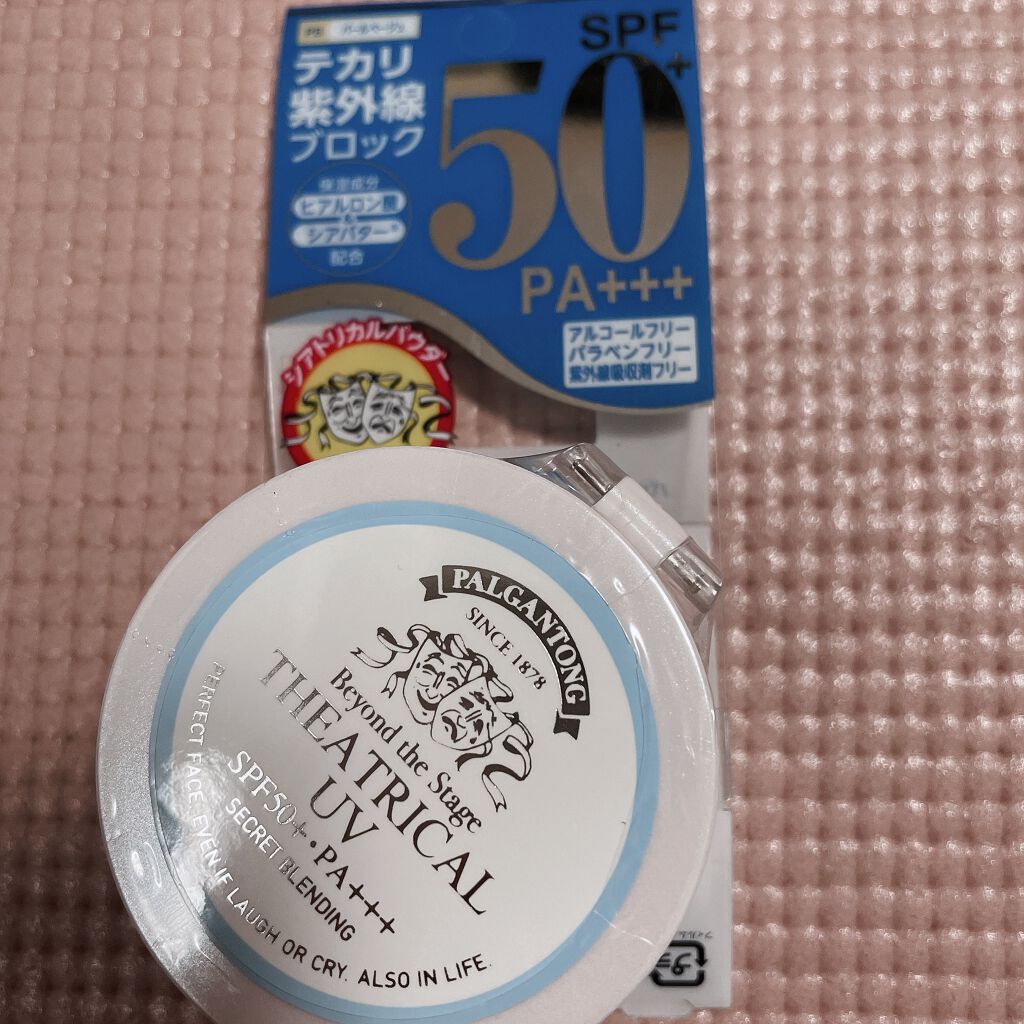 PB パールベージュ
テカリ
紫外線
ブロック
SPF
50+
PA+++
保湿成分
ヒアルロン酸
&
シアバター※
配合
アルコールフリー
パラベンフリー
紫外線吸収剤フリー
シアトリカルパウダー
PALGANTONG
SINCE 1878
Beyond the Stage
THEATRICAL
UV
SPF50+・PA+++
SECRET BLENDING
PERFECT FACE EVEN IF LAUGH OR CRY. ALSO IN LIFE.
プラ